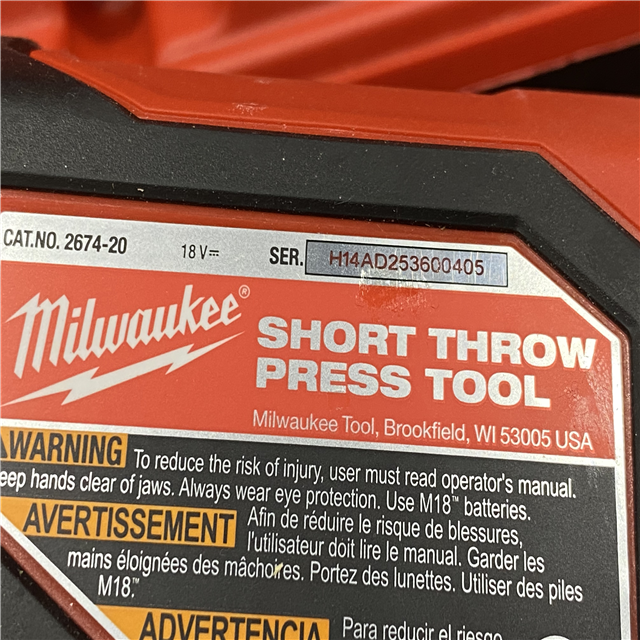 CAT.NO. 2674-20 18 V⎓ SER. H14AD253600405
Milwaukee®
SHORT THROW
PRESS TOOL
Milwaukee Tool, Brookfield, WI 53005 USA
WARNING To reduce the risk of injury, user must read operator's manual.
eep hands clear of jaws. Always wear eye protection. Use M18™ batteries.
AVERTISSEMENT Afin de réduire le risque de blessures,
l'utilisateur doit lire le manual. Garder les
mains éloignées des mâchoires. Portez des lunettes. Utiliser des piles
M18™.
ADVERTENCIA Para reducir el riesgo